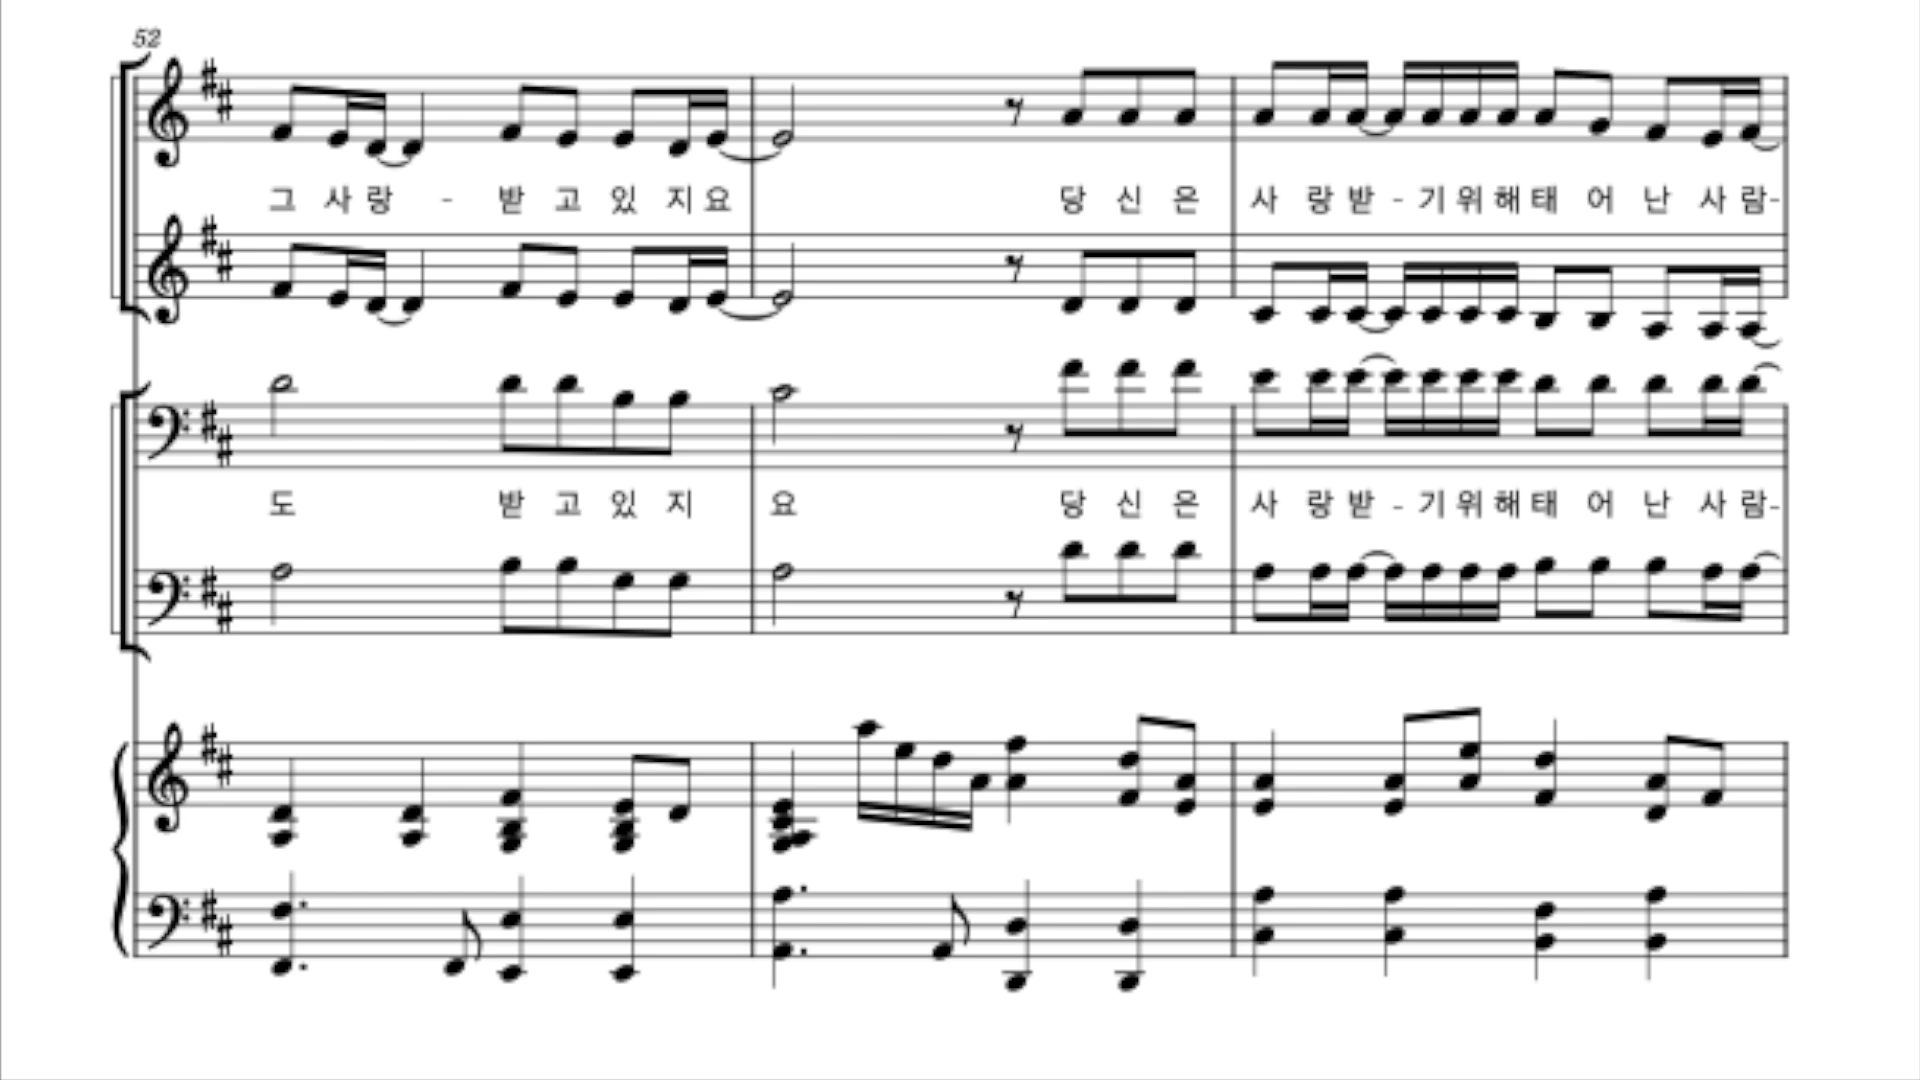 52
그 사 랑 - 받 고 있 지 요 당 신 은 사 랑 받 - 기 위 해 태 어 난 사 람-
도 받 고 있 지 요 당 신 은 사 랑 받 - 기 위 해 태 어 난 사 람-